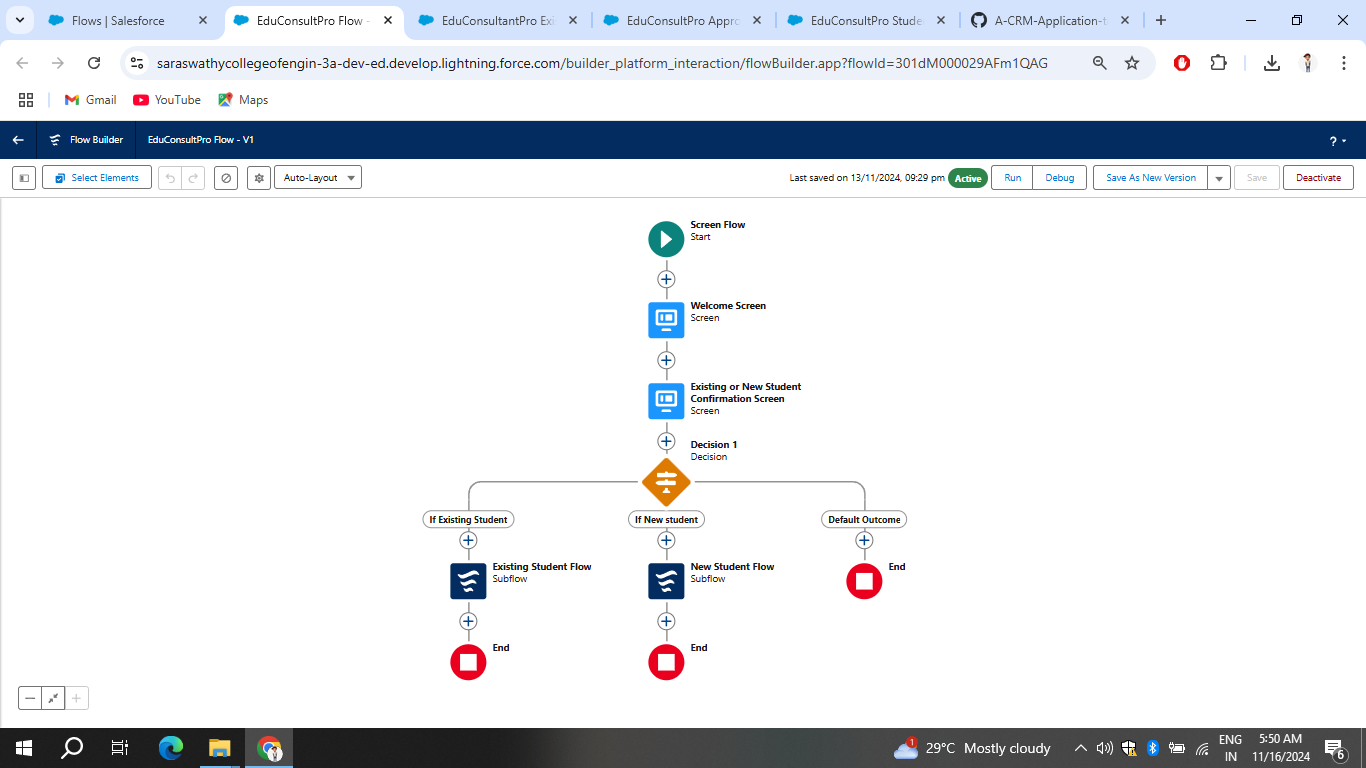 Flows | Salesforce
EduConsultPro Flow -
EduConsultantPro Exi
EduConsultPro Appro
EduConsultPro Stude
A-CRM-Application-t
saraswathycollegeofengin-3a-dev-ed.develop.lightning.force.com/builder_platform_interaction/flowBuilder.app?flowId=301dM000029AFm1QAG
Gmail
YouTube
Maps
Flow Builder
EduConsultPro Flow - V1
?
Select Elements
Auto-Layout
Last saved on 13/11/2024, 09:29 pm
Active
Run
Debug
Save As New Version
Save
Deactivate
Screen Flow
Start
Welcome Screen
Screen
Existing or New Student
Confirmation Screen
Screen
Decision 1
Decision
If Existing Student
If New student
Default Outcome
Existing Student Flow
Subflow
New Student Flow
Subflow
End
End
End
1
29°C Mostly cloudy
ENG
IN
5:50 AM
11/16/2024
6